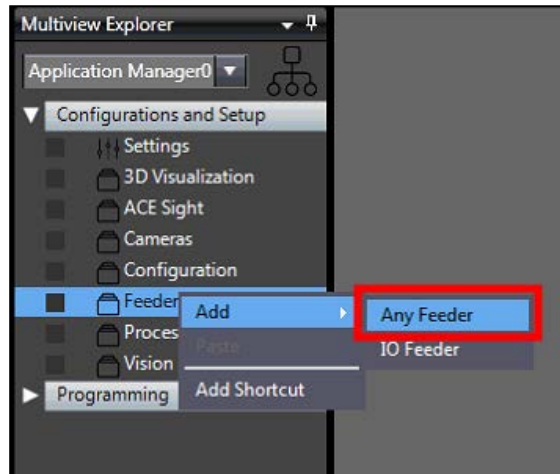 Multiview Explorer
Application Manager0
Configurations and Setup
Settings
3D Visualization
ACE Sight
Cameras
Configuration
Feeder
Add
Any Feeder
Proces
Paste
IO Feeder
Vision
Programming
Add Shortcut